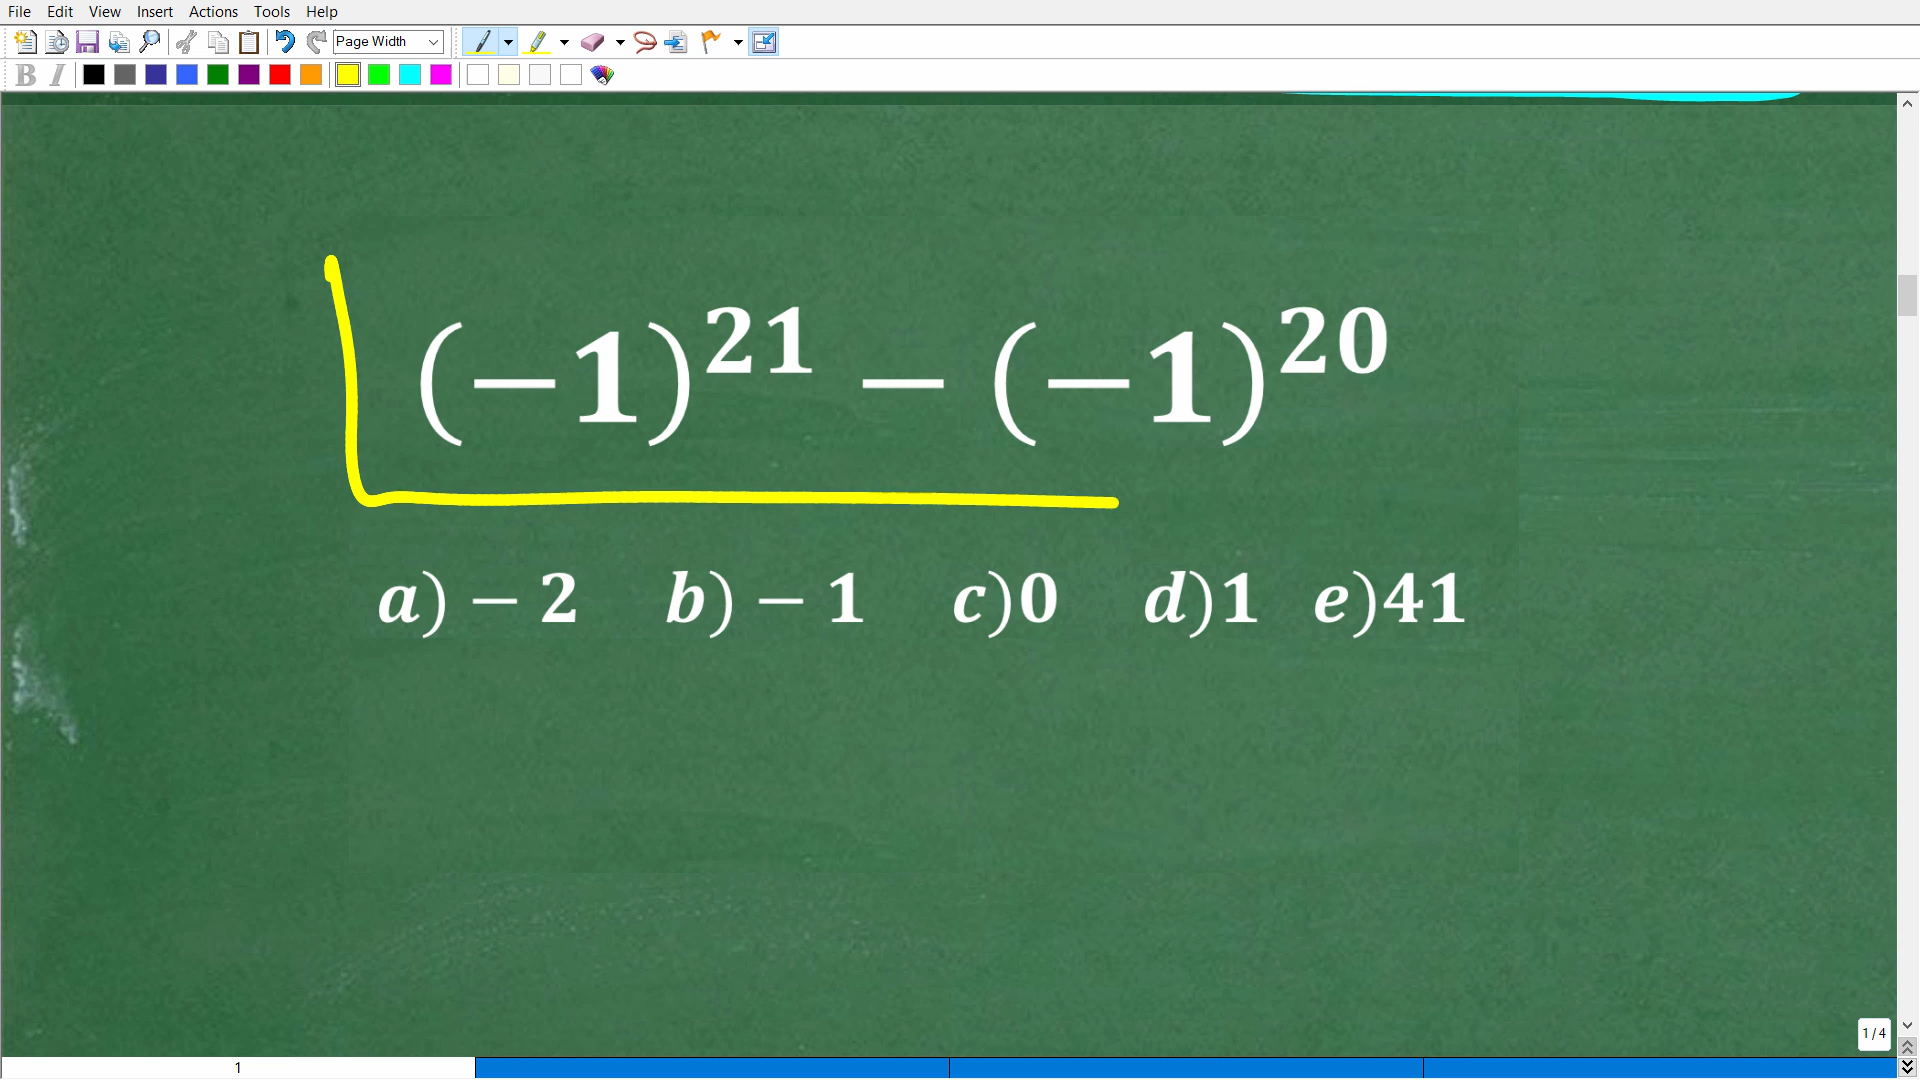 File Edit View Insert Actions Tools Help
Page Width
B I
(−1)²¹ − (−1)²⁰
a) − 2 b) − 1 c)0 d)1 e)41
1 / 4
1